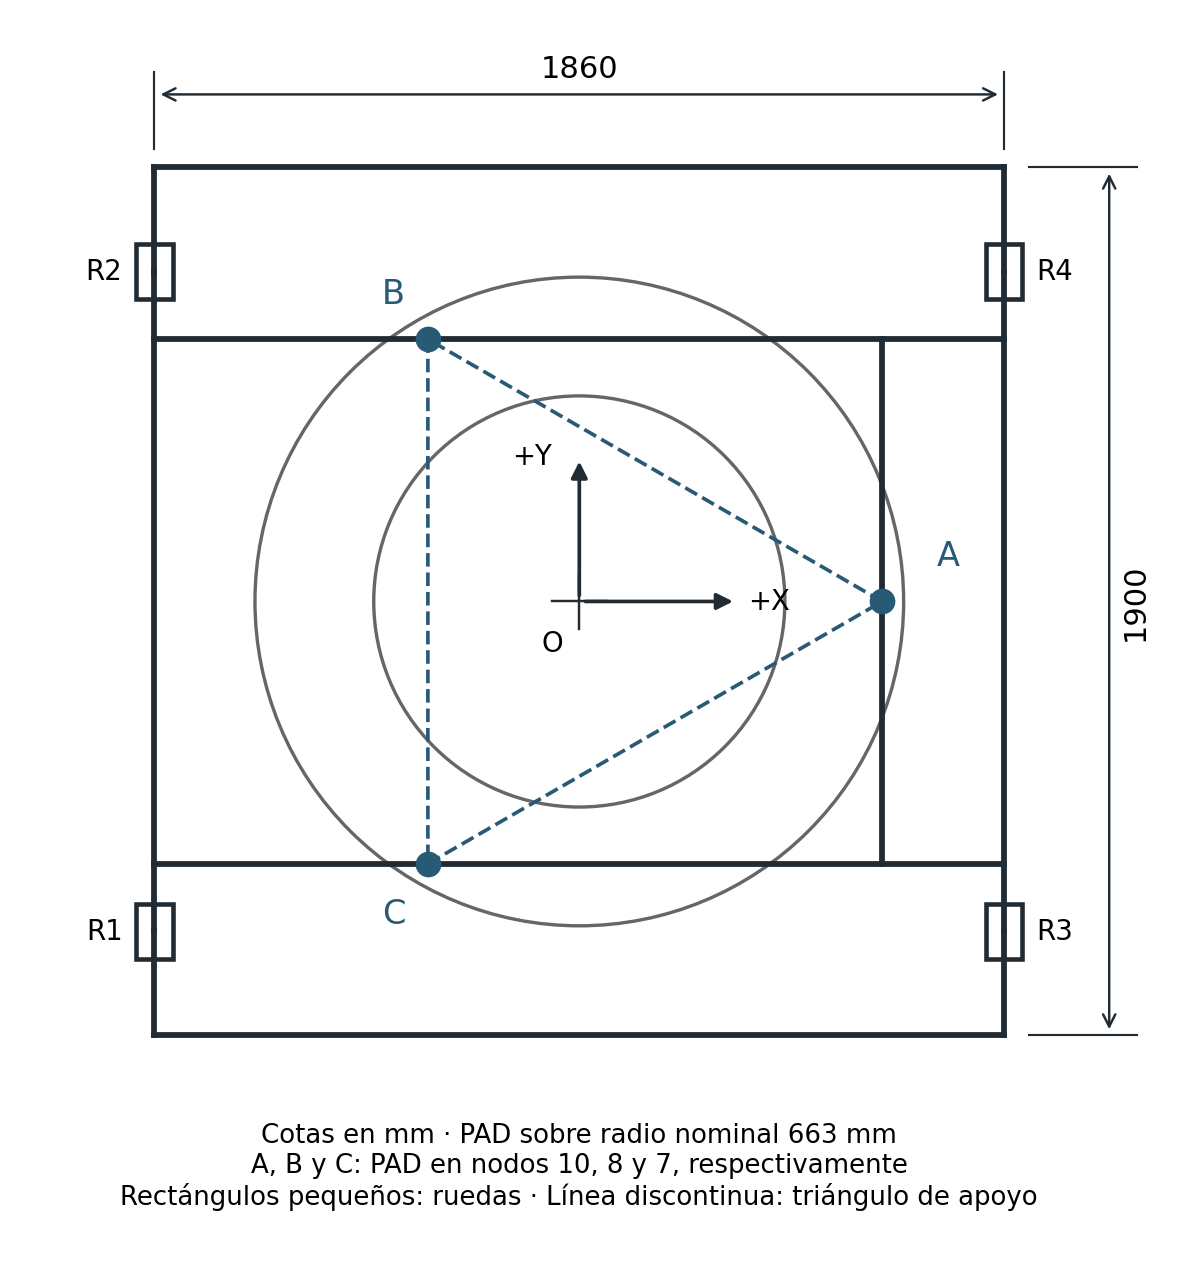 1860
B
R2
R4
+Y
A
+X
1900
O
C
R1
R3
Cotas en mm · PAD sobre radio nominal 663 mm
A, B y C: PAD en nodos 10, 8 y 7, respectivamente
Rectángulos pequeños: ruedas · Línea discontinua: triángulo de apoyo